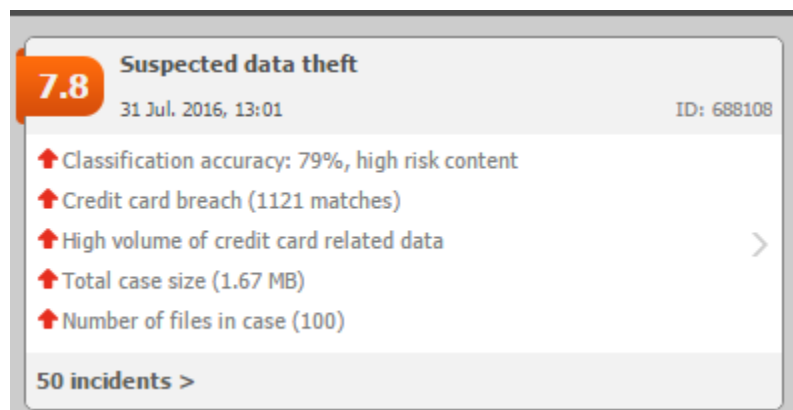 7.8
Suspected data theft
31 Jul. 2016, 13:01
ID: 688108
Classification accuracy: 79%, high risk content
Credit card breach (1121 matches)
High volume of credit card related data
Total case size (1.67 MB)
Number of files in case (100)
50 incidents >